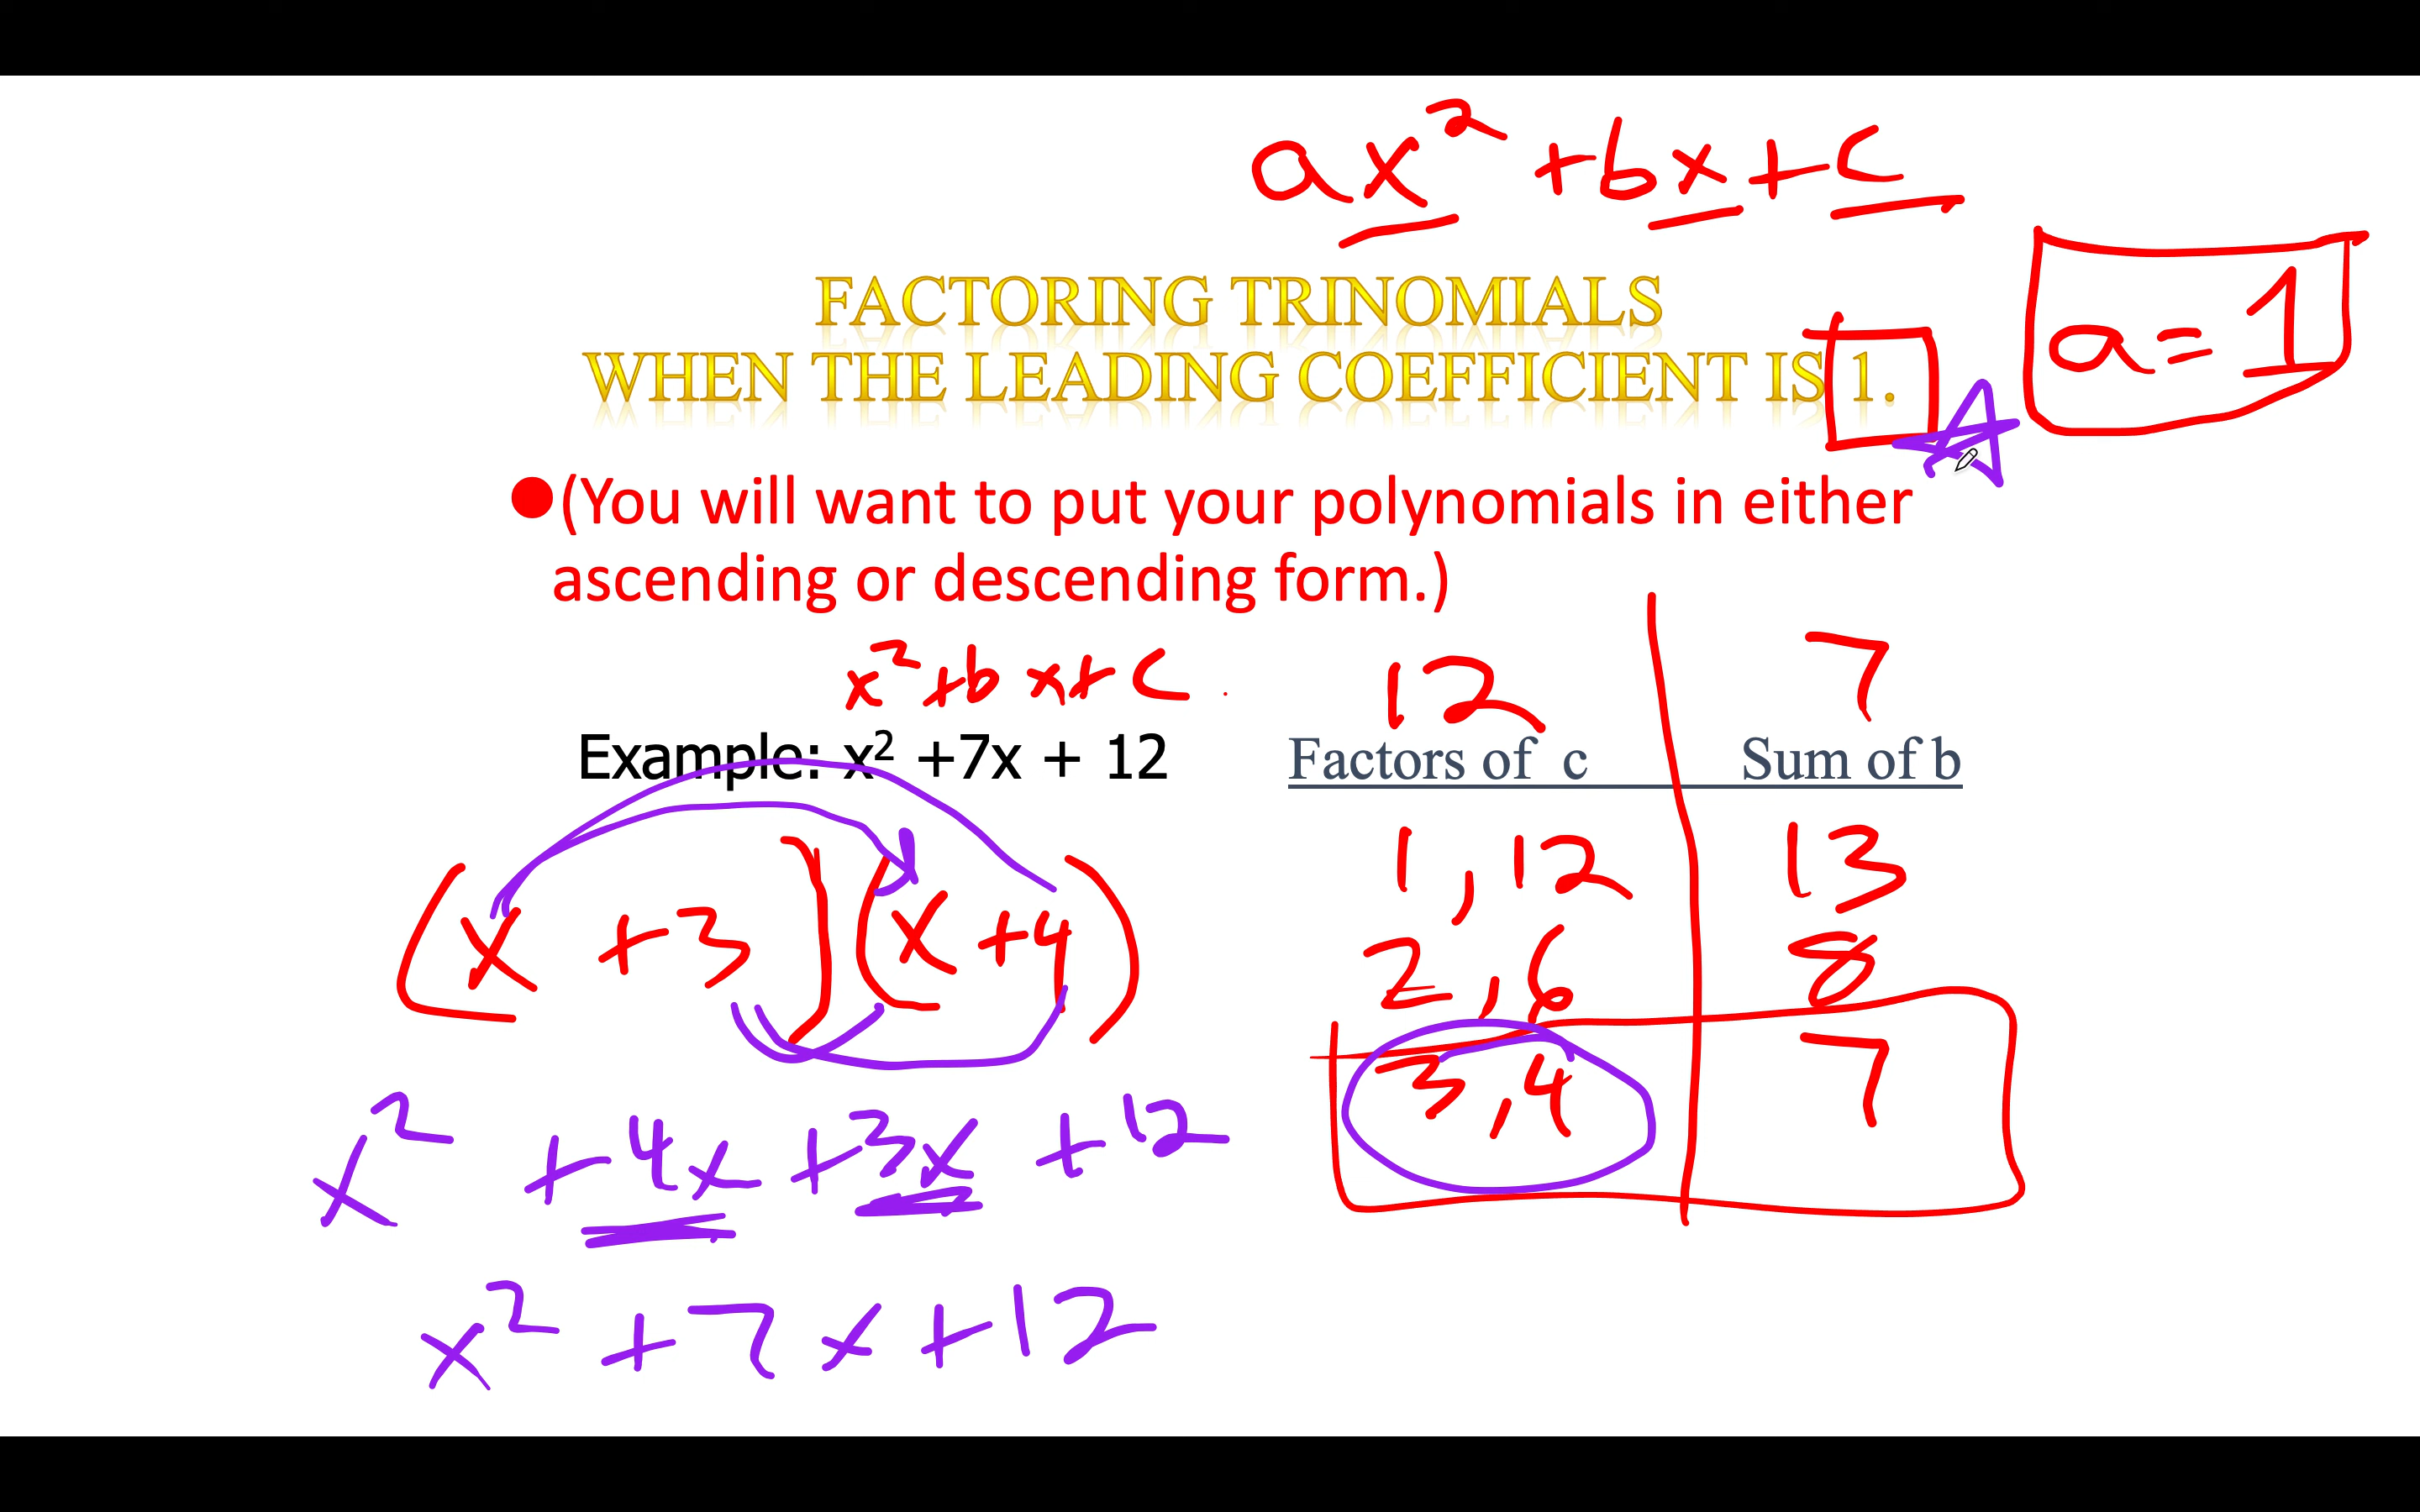 ax² + bx + c
a = 1
FACTORING TRINOMIALS
WHEN THE LEADING COEFFICIENT IS 1.
(You will want to put your polynomials in either
ascending or descending form.)
x² + bx + c
12 7
Example: x² +7x + 12
Factors of c Sum of b
1, 12 13
2, 6 8
3, 4 7
(x + 3)(x + 4)
x² + 4x + 3x + 12
x² + 7x + 12